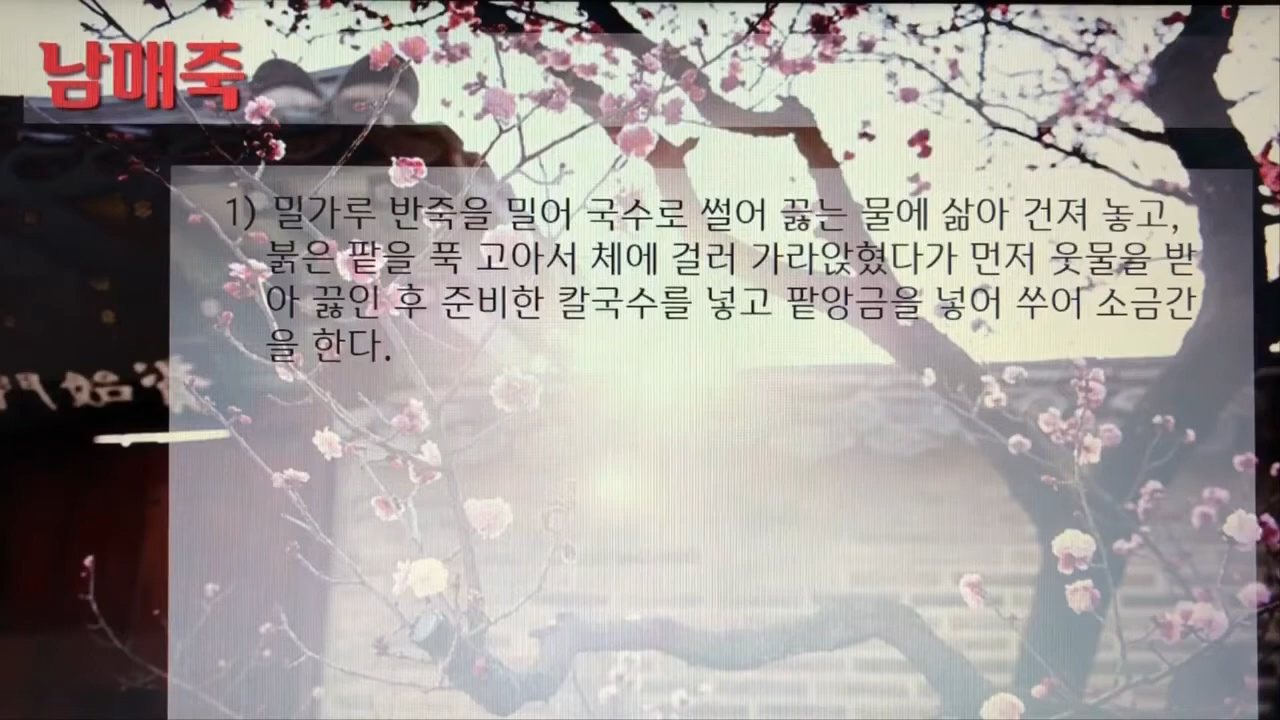 남매죽
1) 밀가루 반죽을 밀어 국수로 썰어 끓는 물에 삶아 건져 놓고,
붉은 팥을 푹 고아서 체에 걸러 가라앉혔다가 먼저 웃물을 받
아 끓인 후 준비한 칼국수를 넣고 팥앙금을 넣어 쑤어 소금간
을 한다.